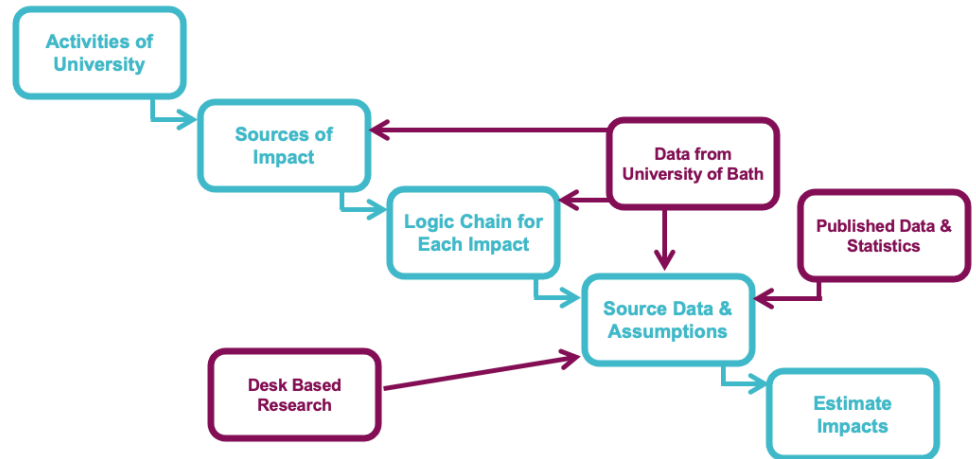 Activities of
University
Sources of
Impact
Data from
University of Bath
Logic Chain for
Each Impact
Published Data &
Statistics
Source Data &
Assumptions
Desk Based
Research
Estimate
Impacts